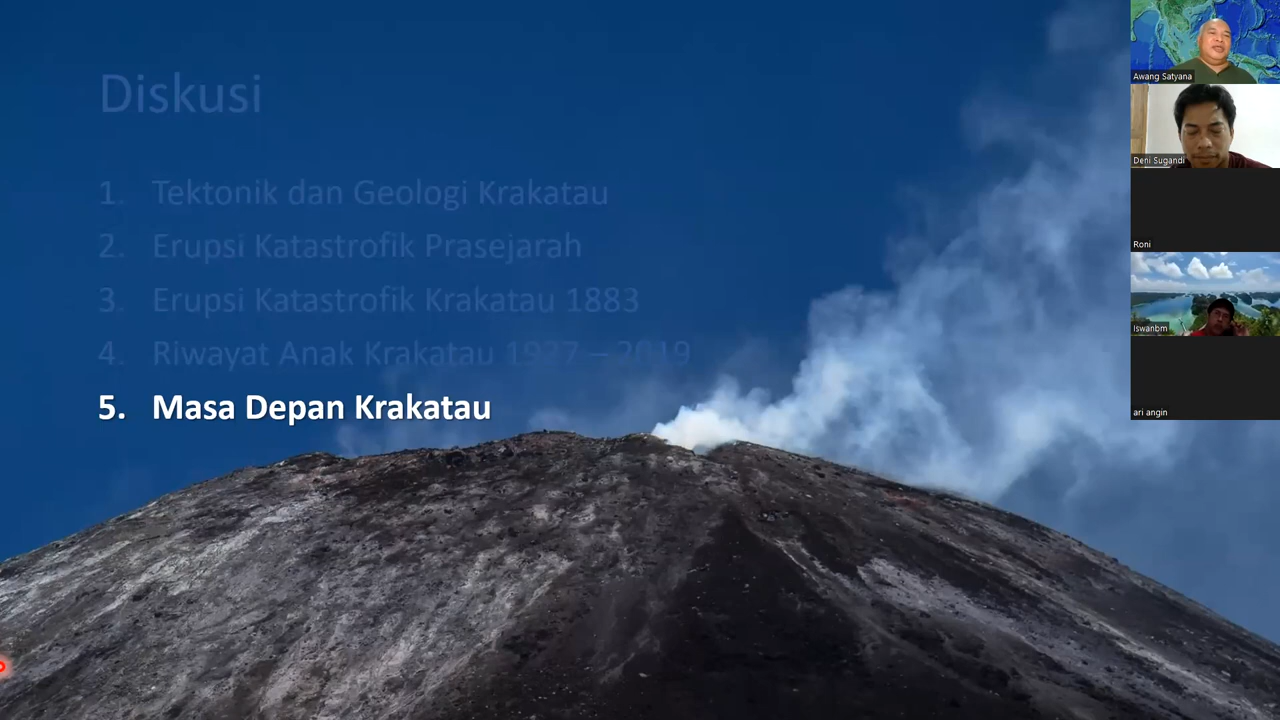 Diskusi
1. Tektonik dan Geologi Krakatau
2. Erupsi Katastrofik Prasejarah
3. Erupsi Katastrofik Krakatau 1883
4. Riwayat Anak Krakatau 1927 – 2019
5. Masa Depan Krakatau
Awang Satyana
Deni Sugandi
Roni
Iswanbm
ari angin